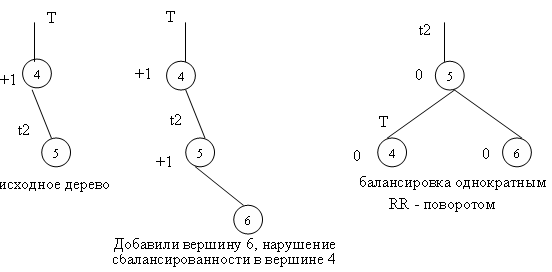 T
+1
4
t2
5
исходное дерево
T
+1
4
t2
+1
5
6
Добавили вершину 6, нарушение
сбалансированности в вершине 4
t2
0
5
T
0
4
0
6
балансировка однократным
RR - поворотом